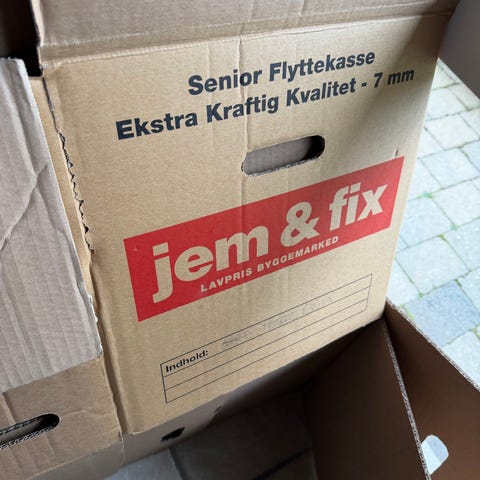 Senior Flyttekasse
Ekstra Kraftig Kvalitet - 7 mm
jem & fix
LAVPRIS BYGGEMARKED
Indhold: